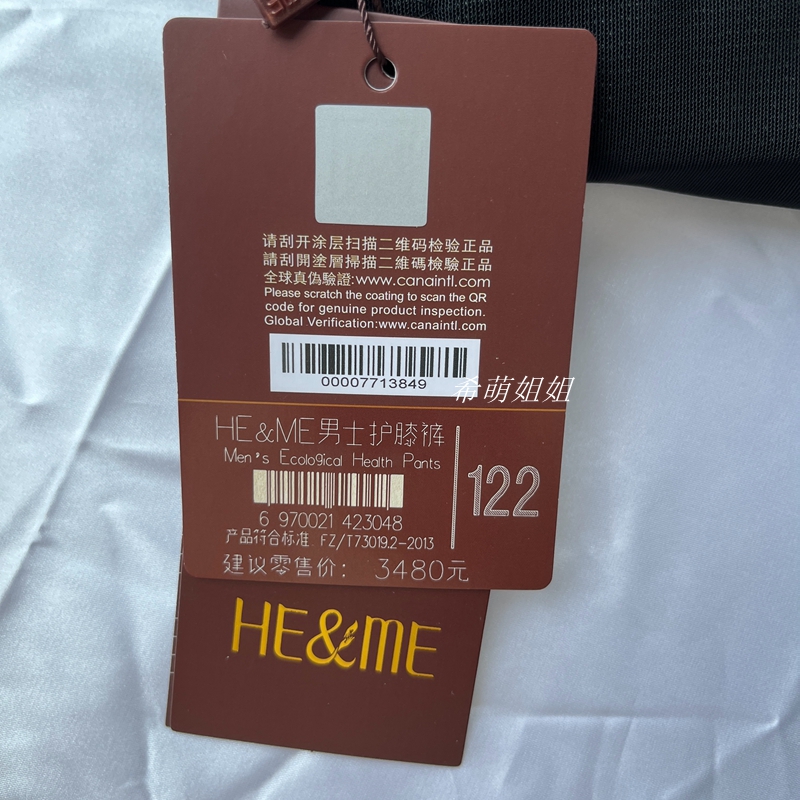 请刮开涂层扫描二维码检验正品
請刮開塗層掃描二維碼檢驗正品
全球真偽驗證:www.canaintl.com
Please scratch the coating to scan the QR
code for genuine product inspection.
Global Verification:www.canaintl.com
00007713849
希萌姐姐
HE&ME男士护膝裤
Men's Ecological Health Pants
122
6 970021 423048
产品符合标准. FZ/T73019.2-2013
建议零售价: 3480元
HE&ME